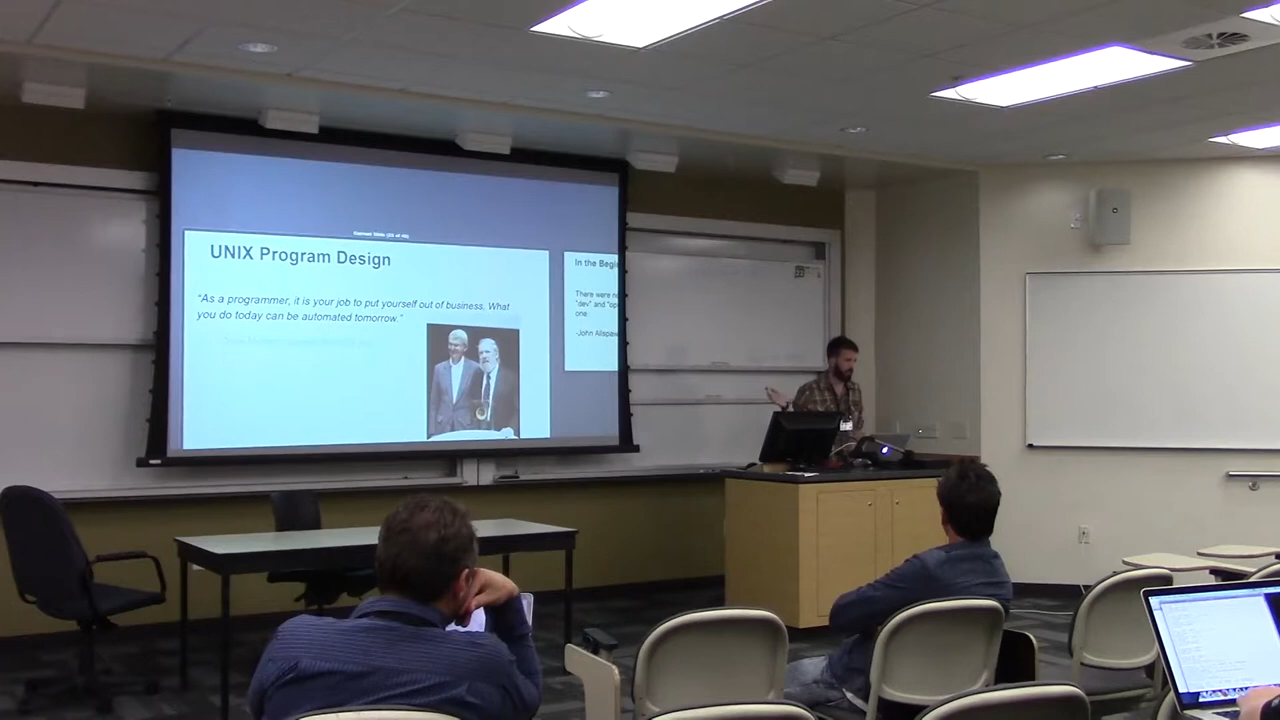 UNIX Program Design
"As a programmer, it is your job to put yourself out of business. What
you do today can be automated tomorrow."
In the Begi
There were n
"dev" and "op
one.
-John Allspaw